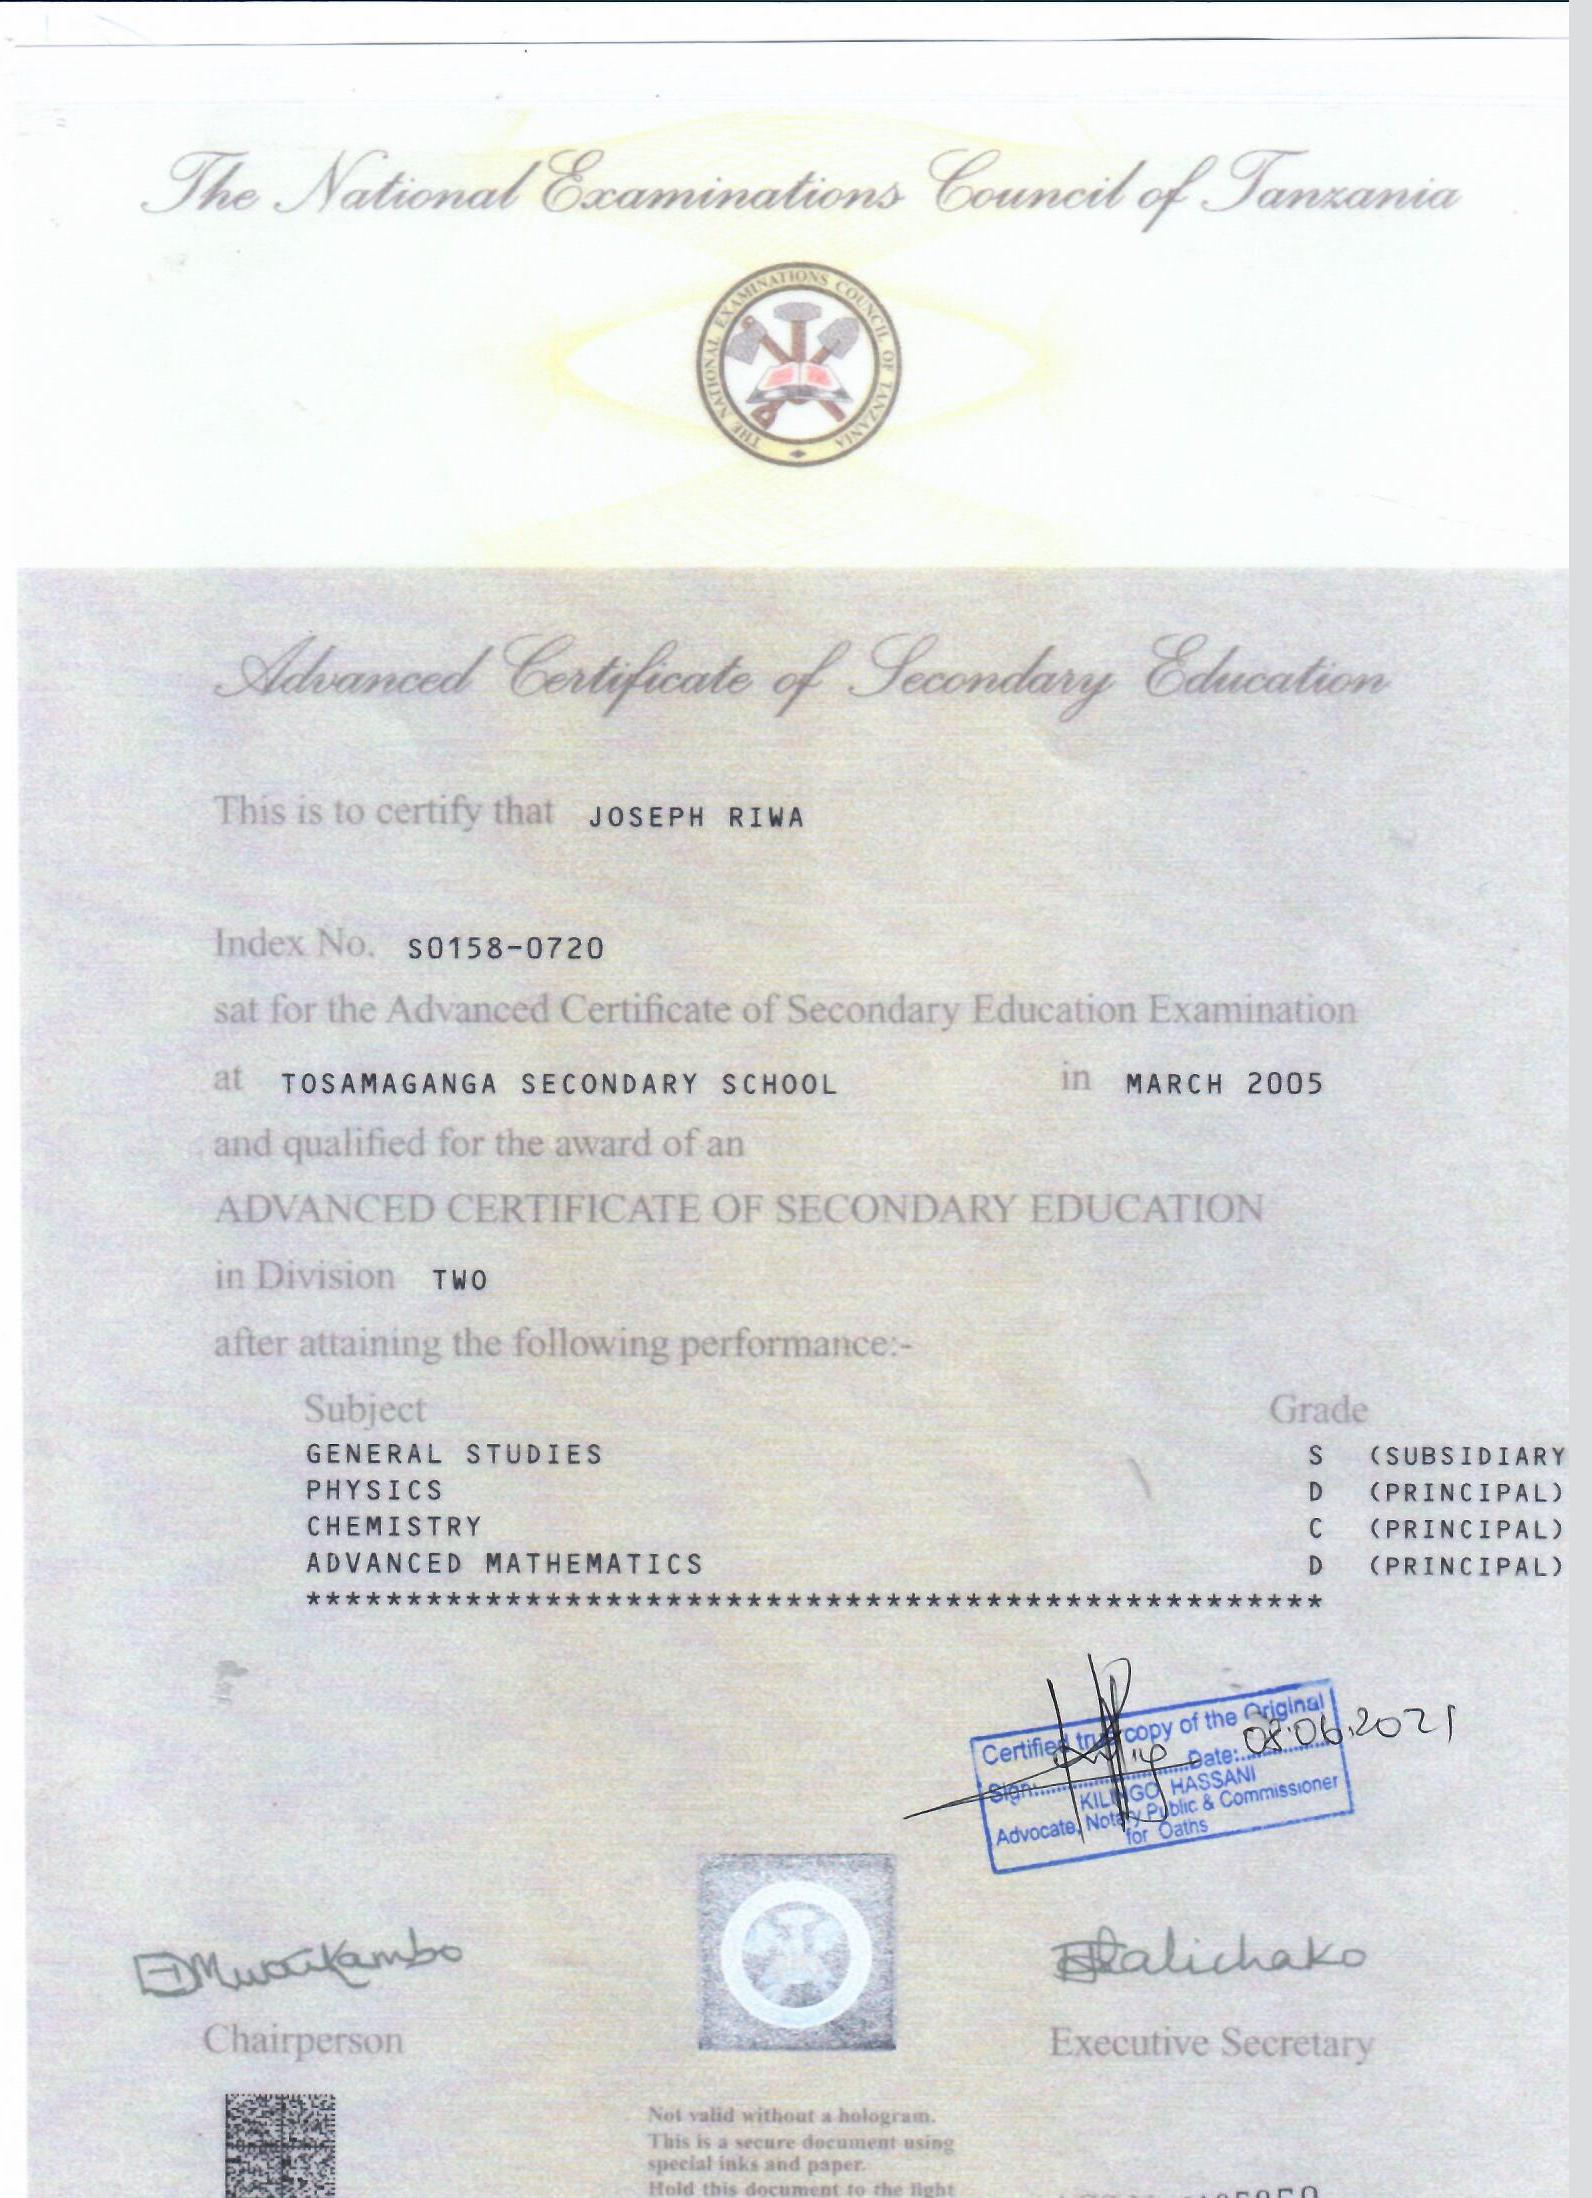 The National Examinations Council of Tanzania
THE NATIONAL EXAMINATIONS COUNCIL OF TANZANIA
Advanced Certificate of Secondary Education
This is to certify that JOSEPH RIWA
Index No. S0158-0720
sat for the Advanced Certificate of Secondary Education Examination
at TOSAMAGANGA SECONDARY SCHOOL in MARCH 2005
and qualified for the award of an
ADVANCED CERTIFICATE OF SECONDARY EDUCATION
in Division TWO
after attaining the following performance:-
Subject Grade
GENERAL STUDIES S (SUBSIDIARY
PHYSICS D (PRINCIPAL)
CHEMISTRY C (PRINCIPAL)
ADVANCED MATHEMATICS D (PRINCIPAL)
***************************************************
Certified true copy of the Original
Sign:..................Date: 08.06.2021
KILINGO HASSANI
Advocate, Notary Public & Commissioner
for Oaths
Chairperson
Executive Secretary
Not valid without a hologram.
This is a secure document using
special inks and paper.
Hold this document to the light